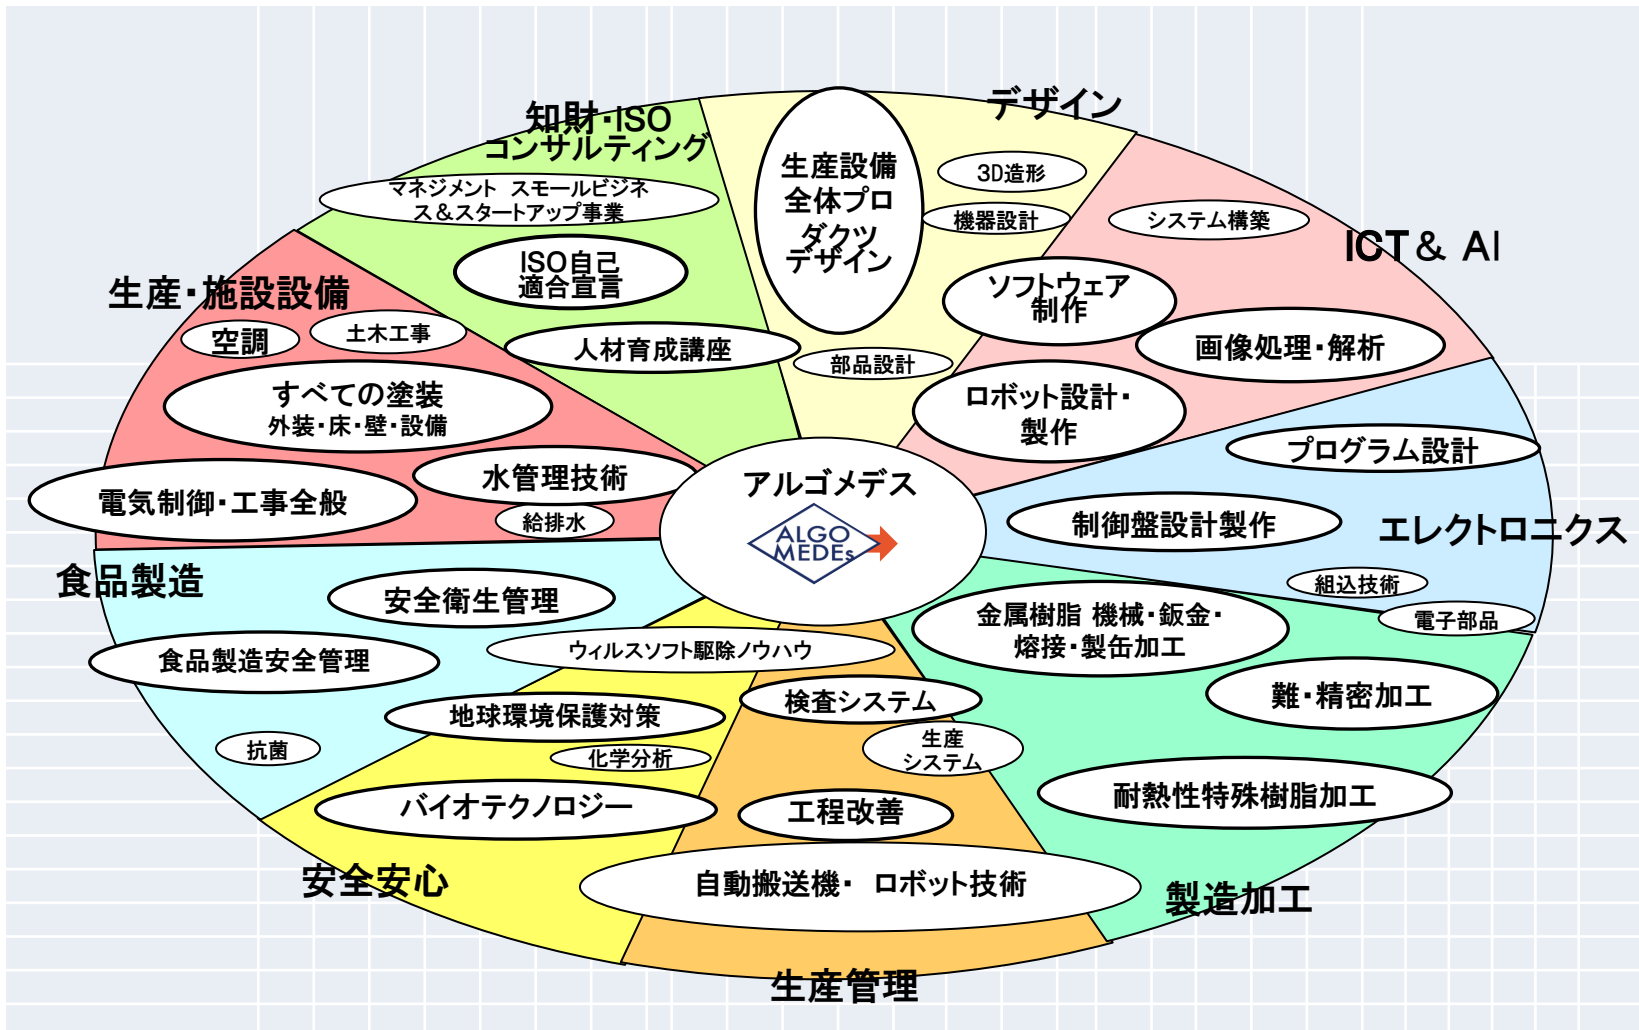 知財・ISO
コンサルティング
マネジメント　スモールビジネ
ス＆スタートアップ事業
ISO自己
適合宣言
人材育成講座
デザイン
生産設備
全体プロ
ダクツ
デザイン
3D造形
機器設計
部品設計
ICT＆ AI
システム構築
ソフトウェア
制作
画像処理・解析
ロボット設計・
製作
生産・施設設備
空調
土木工事
すべての塗装
外装・床・壁・設備
電気制御・工事全般
水管理技術
給排水
アルゴメデス
ALGO
MEDEs
エレクトロニクス
プログラム設計
制御盤設計製作
組込技術
電子部品
食品製造
安全衛生管理
食品製造安全管理
抗菌
ウィルスソフト駆除ノウハウ
地球環境保護対策
化学分析
バイオテクノロジー
安全安心
検査システム
生産
システム
工程改善
自動搬送機・　ロボット技術
生産管理
金属樹脂 機械・鈑金・
熔接・製缶加工
難・精密加工
耐熱性特殊樹脂加工
製造加工